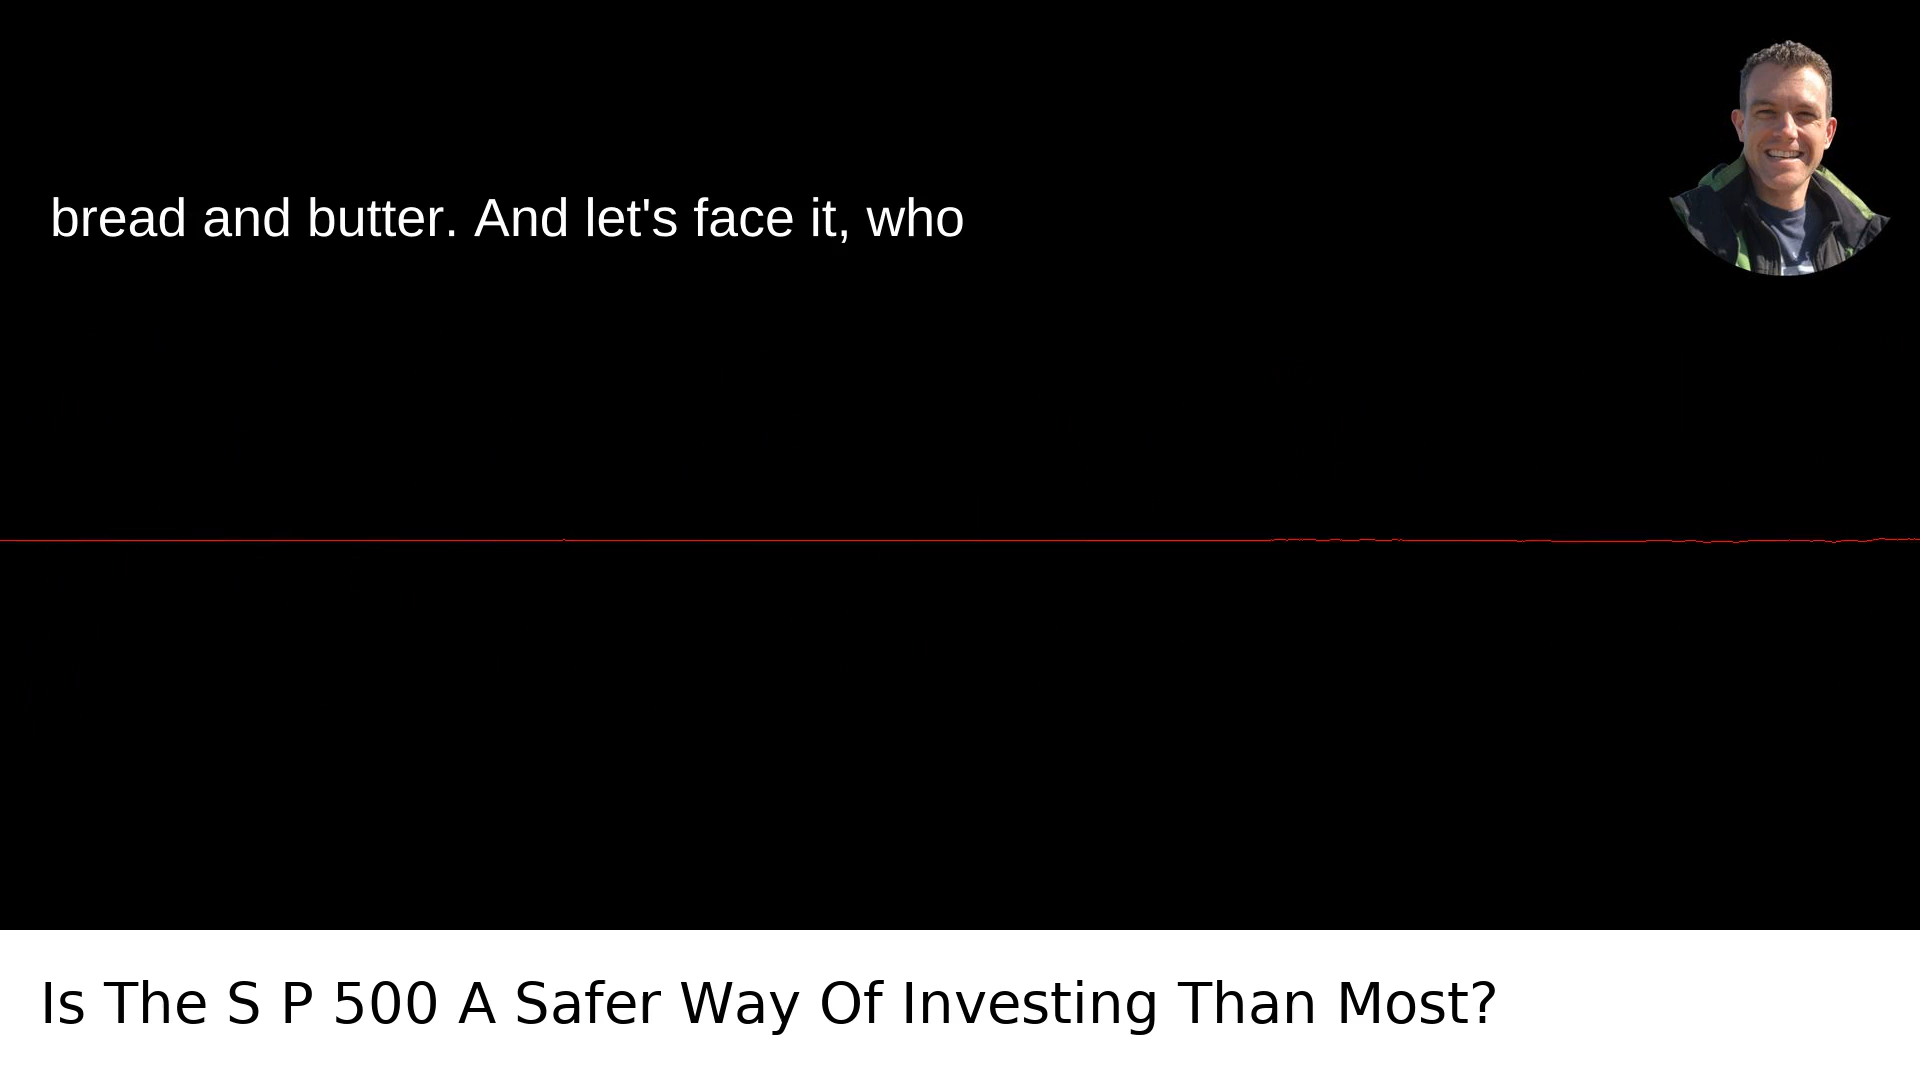 bread and butter. And let's face it, who
Is The S P 500 A Safer Way Of Investing Than Most?